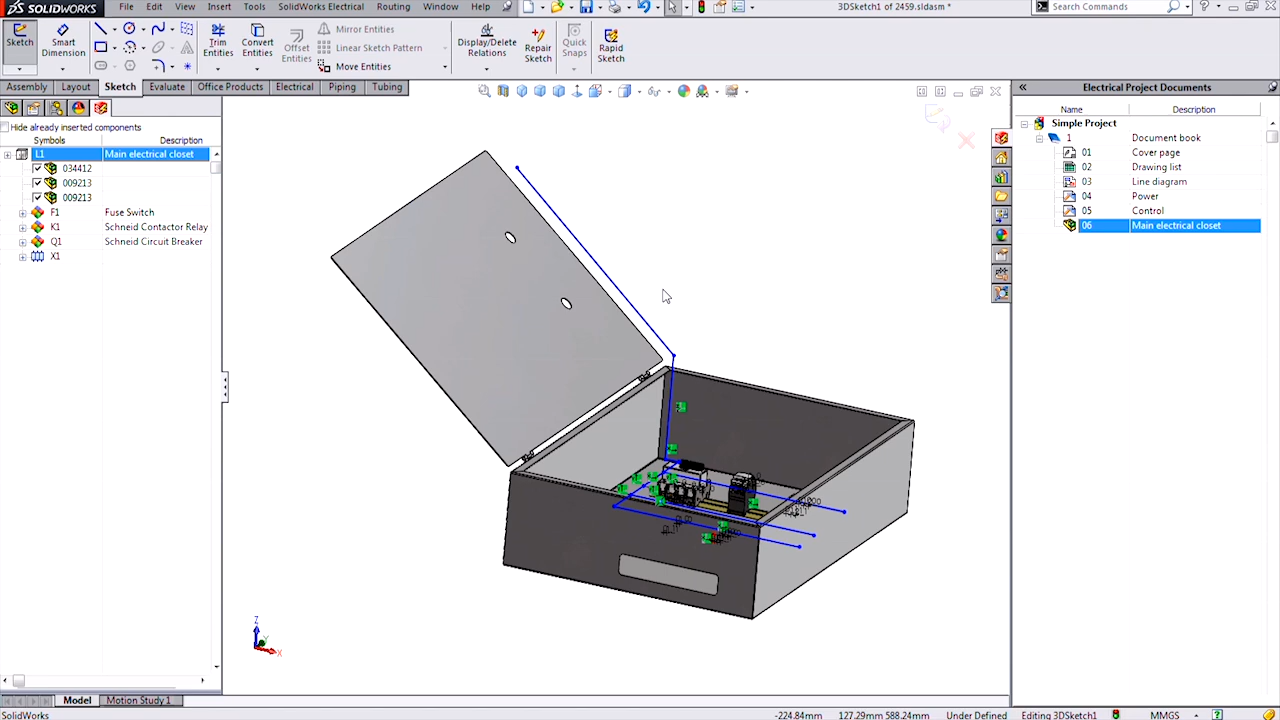 SOLIDWORKS File Edit View Insert Tools SolidWorks Electrical Routing Window Help 3DSketch1 of 2459.sldasm * Search Commands
Sketch
Smart Dimension
Trim Entities
Convert Entities
Offset Entities
Mirror Entities
Linear Sketch Pattern
Move Entities
Display/Delete Relations
Repair Sketch
Quick Snaps
Rapid Sketch
Assembly Layout Sketch Evaluate Office Products Electrical Piping Tubing
Hide already inserted components
Symbols Description
L1 Main electrical closet
034412
009213
009213
F1 Fuse Switch
K1 Schneid Contactor Relay
Q1 Schneid Circuit Breaker
X1
Electrical Project Documents
Name Description
Simple Project
1 Document book
01 Cover page
02 Drawing list
03 Line diagram
04 Power
05 Control
06 Main electrical closet
Z
Y
X
Model Motion Study 1
SolidWorks -224.84mm 127.29mm 588.24mm Under Defined Editing 3DSketch1 MMGS